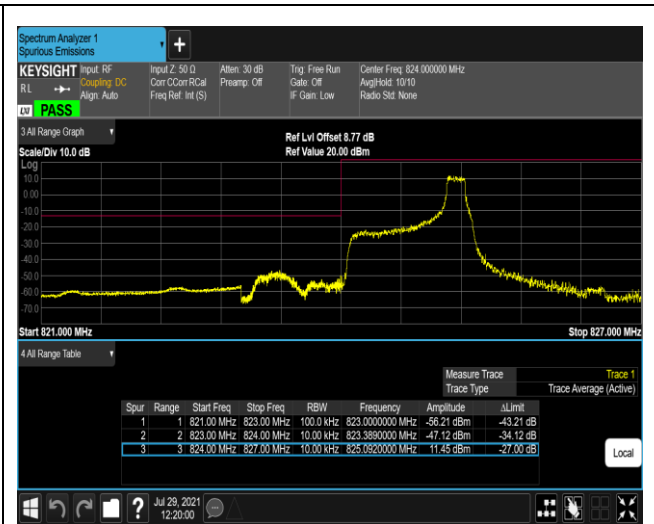 Spectrum Analyzer 1
Spurious Emissions
+
KEYSIGHT Input: RF Input Z: 50 Ω Atten: 30 dB Trig: Free Run Center Freq: 824.000000 MHz
RL Coupling: DC Corr CCorr RCal Preamp: Off Gate: Off Avg|Hold: 10/10
Align: Auto Freq Ref: Int (S) IF Gain: Low Radio Std: None
LXI PASS
3 All Range Graph
Ref Lvl Offset 8.77 dB
Scale/Div 10.0 dB Ref Value 20.00 dBm
Log
10.0
0.00
-10.0
-20.0
-30.0
-40.0
-50.0
-60.0
-70.0
Start 821.000 MHz Stop 827.000 MHz
4 All Range Table
Measure Trace Trace 1
Trace Type Trace Average (Active)
Spur Range Start Freq Stop Freq RBW Frequency Amplitude ΔLimit
1 1 821.00 MHz 823.00 MHz 100.0 kHz 823.0000000 MHz -56.21 dBm -43.21 dB
2 2 823.00 MHz 824.00 MHz 10.00 kHz 823.3890000 MHz -47.12 dBm -34.12 dB
3 3 824.00 MHz 827.00 MHz 10.00 kHz 825.0920000 MHz 11.45 dBm -27.00 dB
Local
? Jul 29, 2021
12:20:00